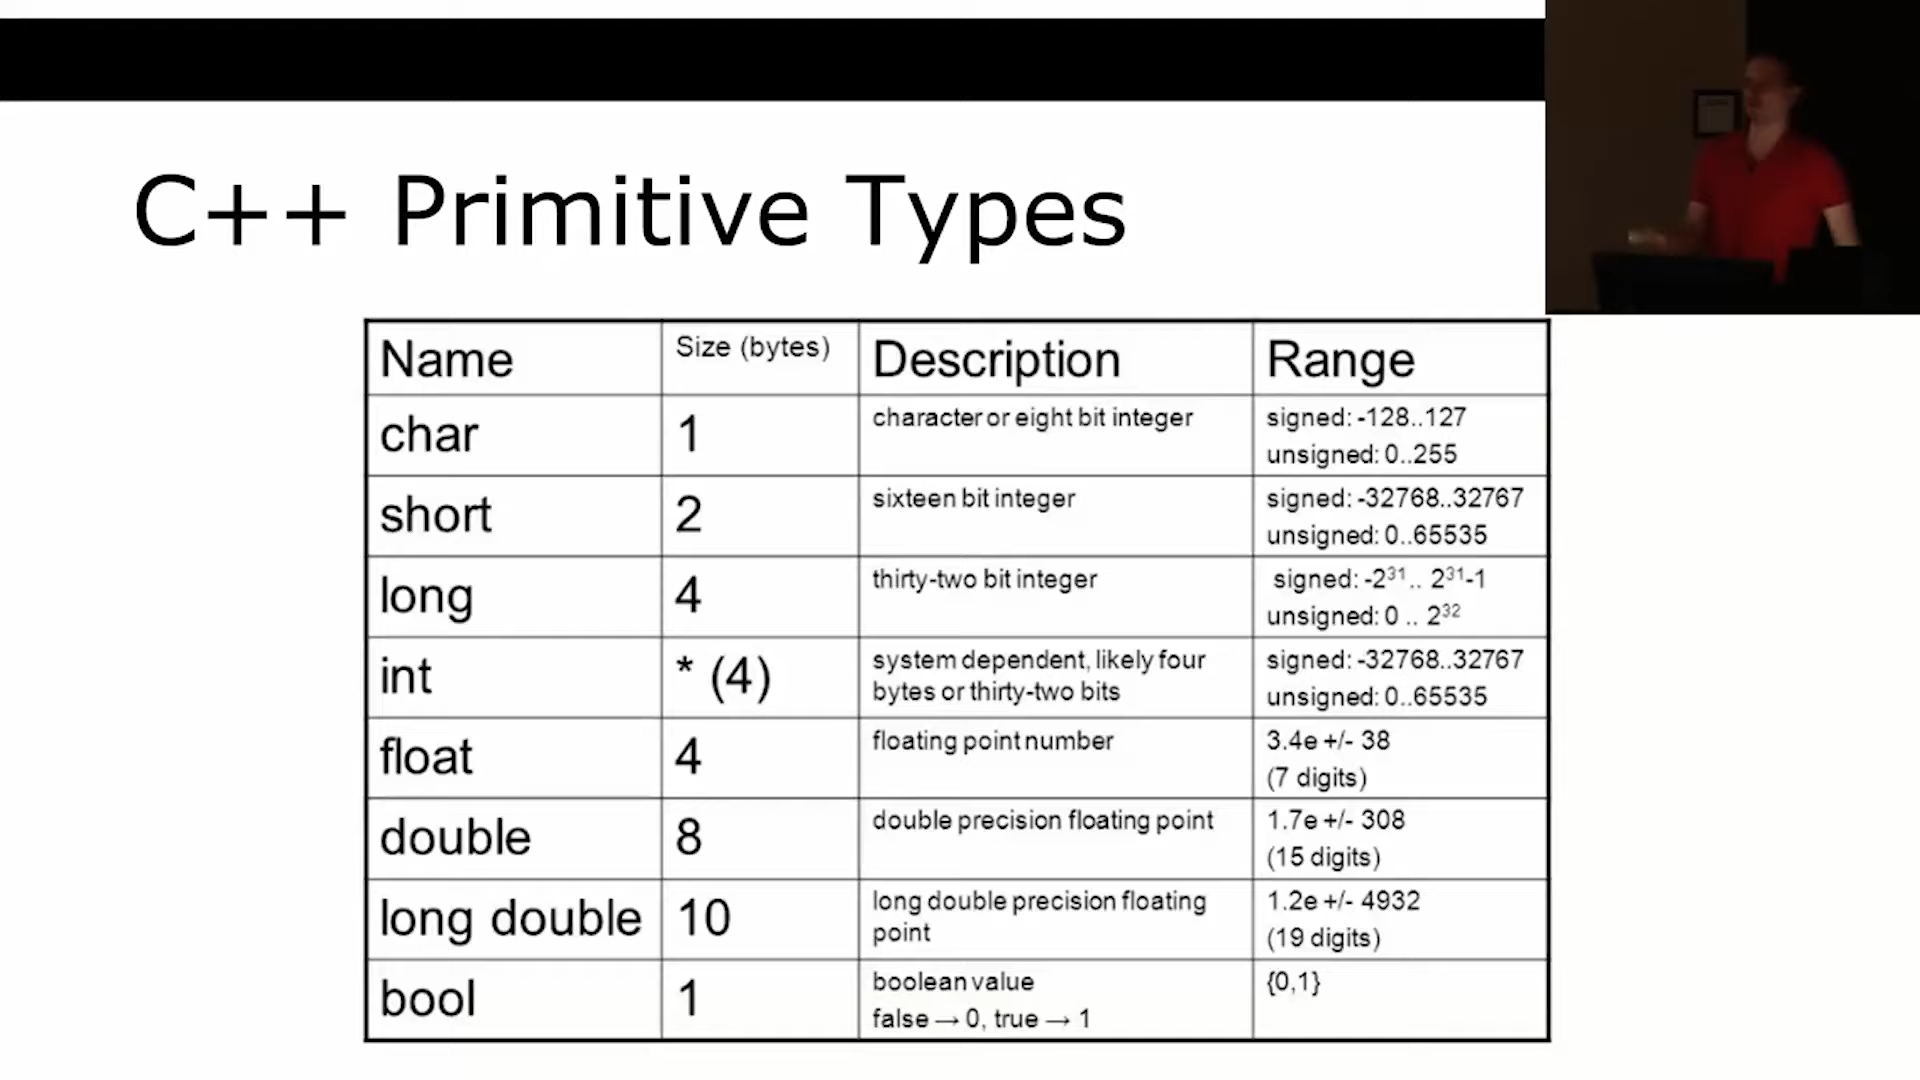 C++ Primitive Types
Name Size (bytes) Description Range
char 1 character or eight bit integer signed: -128..127
unsigned: 0..255
short 2 sixteen bit integer signed: -32768..32767
unsigned: 0..65535
long 4 thirty-two bit integer signed: -2³¹.. 2³¹-1
unsigned: 0 .. 2³²
int * (4) system dependent, likely four signed: -32768..32767
bytes or thirty-two bits unsigned: 0..65535
float 4 floating point number 3.4e +/- 38
(7 digits)
double 8 double precision floating point 1.7e +/- 308
(15 digits)
long double 10 long double precision floating 1.2e +/- 4932
point (19 digits)
bool 1 boolean value {0,1}
false → 0, true → 1